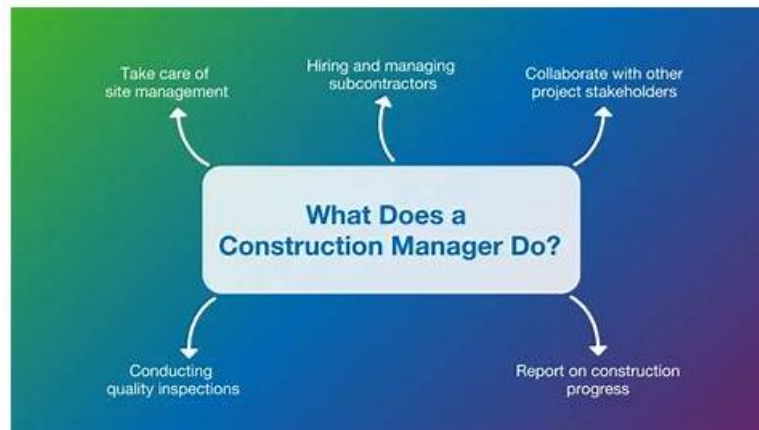 Take care of
site management
Hiring and managing
subcontractors
Collaborate with other
project stakeholders
What Does a
Construction Manager Do?
Conducting
quality inspections
Report on construction
progress